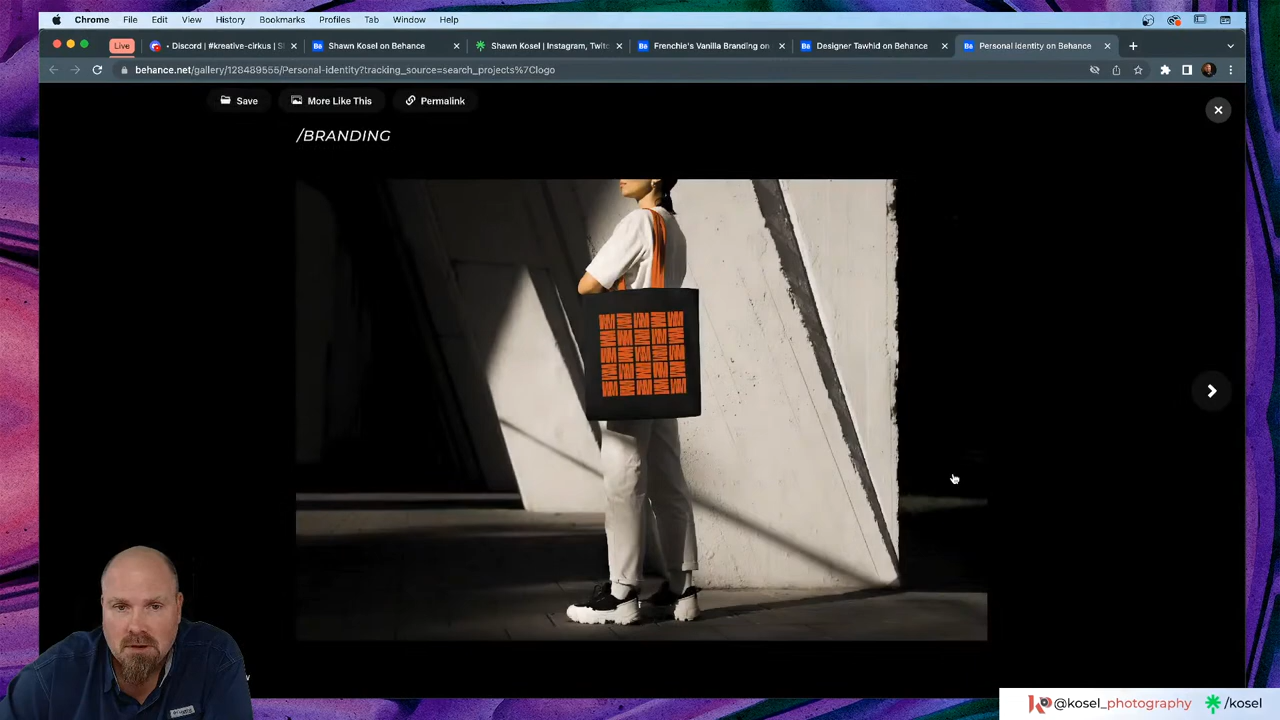 Chrome File Edit View History Bookmarks Profiles Tab Window Help
Live Discord | #kreative-cirkus | S Shawn Kosel on Behance Shawn Kosel | Instagram, Twitc Frenchie's Vanilla Branding on Designer Tawhid on Behance Personal identity on Behance
behance.net/gallery/128489555/Personal-identity?tracking_source=search_projects%7Clogo
Save More Like This Permalink
/BRANDING
@kosel_photography /kosel